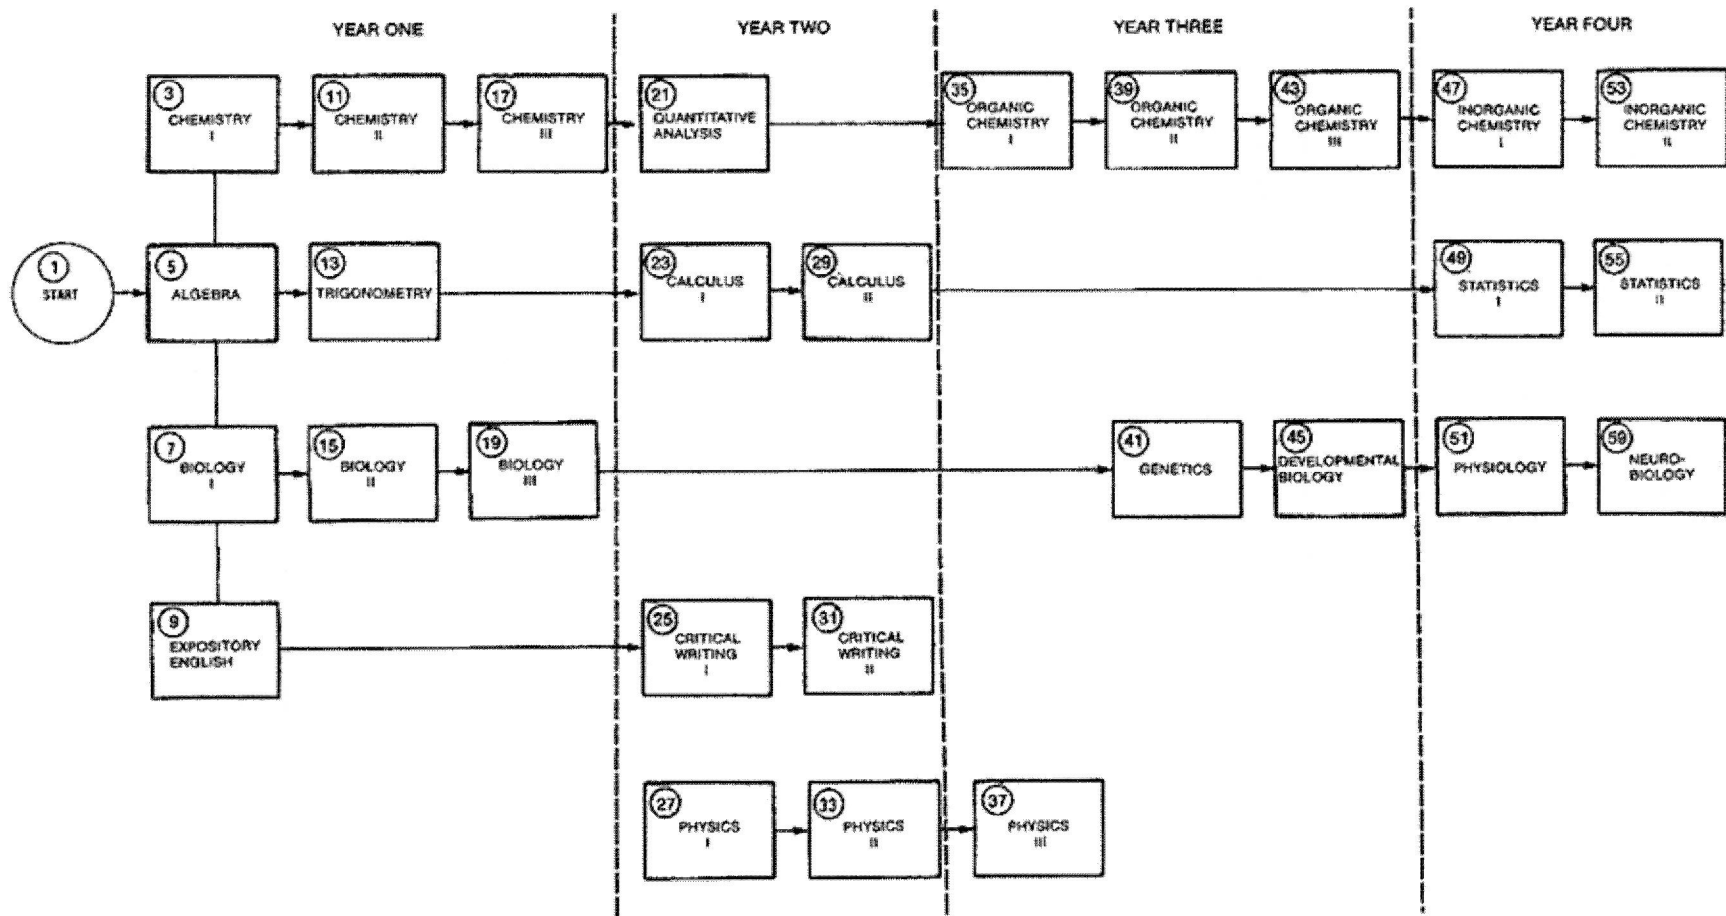 YEAR ONE
YEAR TWO
YEAR THREE
YEAR FOUR
3
CHEMISTRY
I
11
CHEMISTRY
II
17
CHEMISTRY
III
21
QUANTITATIVE
ANALYSIS
35
ORGANIC
CHEMISTRY
I
39
ORGANIC
CHEMISTRY
II
43
ORGANIC
CHEMISTRY
III
47
INORGANIC
CHEMISTRY
I
53
INORGANIC
CHEMISTRY
II
1
START
5
ALGEBRA
13
TRIGONOMETRY
23
CALCULUS
I
29
CALCULUS
II
49
STATISTICS
I
55
STATISTICS
II
7
BIOLOGY
I
15
BIOLOGY
II
19
BIOLOGY
III
41
GENETICS
45
DEVELOPMENTAL
BIOLOGY
51
PHYSIOLOGY
59
NEURO-
BIOLOGY
9
EXPOSITORY
ENGLISH
25
CRITICAL
WRITING
I
31
CRITICAL
WRITING
II
27
PHYSICS
I
33
PHYSICS
II
37
PHYSICS
III